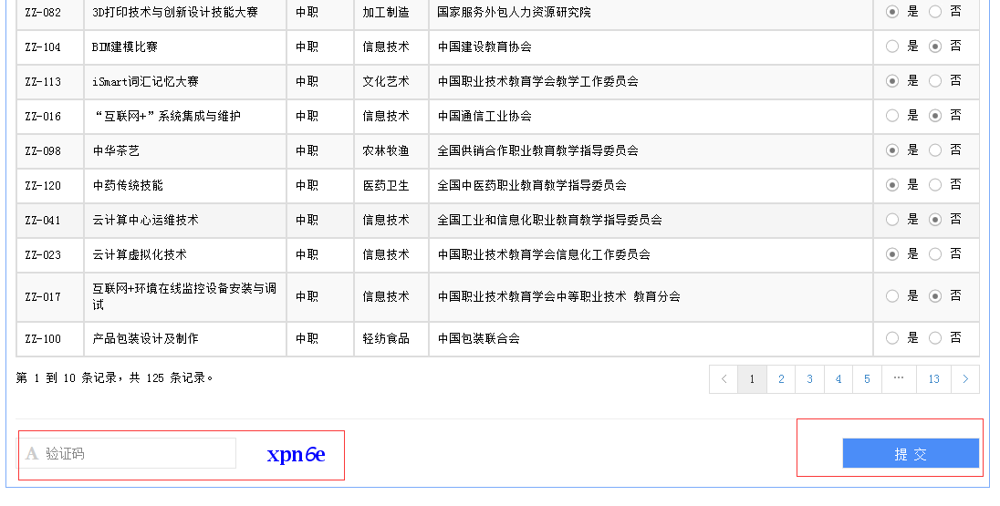 ZZ-082 3D打印技术与创新设计技能大赛 中职 加工制造 国家服务外包人力资源研究院 是 否
ZZ-104 BIM建模比赛 中职 信息技术 中国建设教育协会 是 否
ZZ-113 iSmart词汇记忆大赛 中职 文化艺术 中国职业技术教育学会教学工作委员会 是 否
ZZ-016 “互联网+”系统集成与维护 中职 信息技术 中国通信工业协会 是 否
ZZ-098 中华茶艺 中职 农林牧渔 全国供销合作职业教育教学指导委员会 是 否
ZZ-120 中药传统技能 中职 医药卫生 全国中医药职业教育教学指导委员会 是 否
ZZ-041 云计算中心运维技术 中职 信息技术 全国工业和信息化职业教育教学指导委员会 是 否
ZZ-023 云计算虚拟化技术 中职 信息技术 中国职业技术教育学会信息化工作委员会 是 否
ZZ-017 互联网+环境在线监控设备安装与调
试 中职 信息技术 中国职业技术教育学会中等职业技术 教育分会 是 否
ZZ-100 产品包装设计及制作 中职 轻纺食品 中国包装联合会 是 否
第 1 到 10 条记录，共 125 条记录。 < 1 2 3 4 5 ··· 13 >
A 验证码 xpn6e 提 交